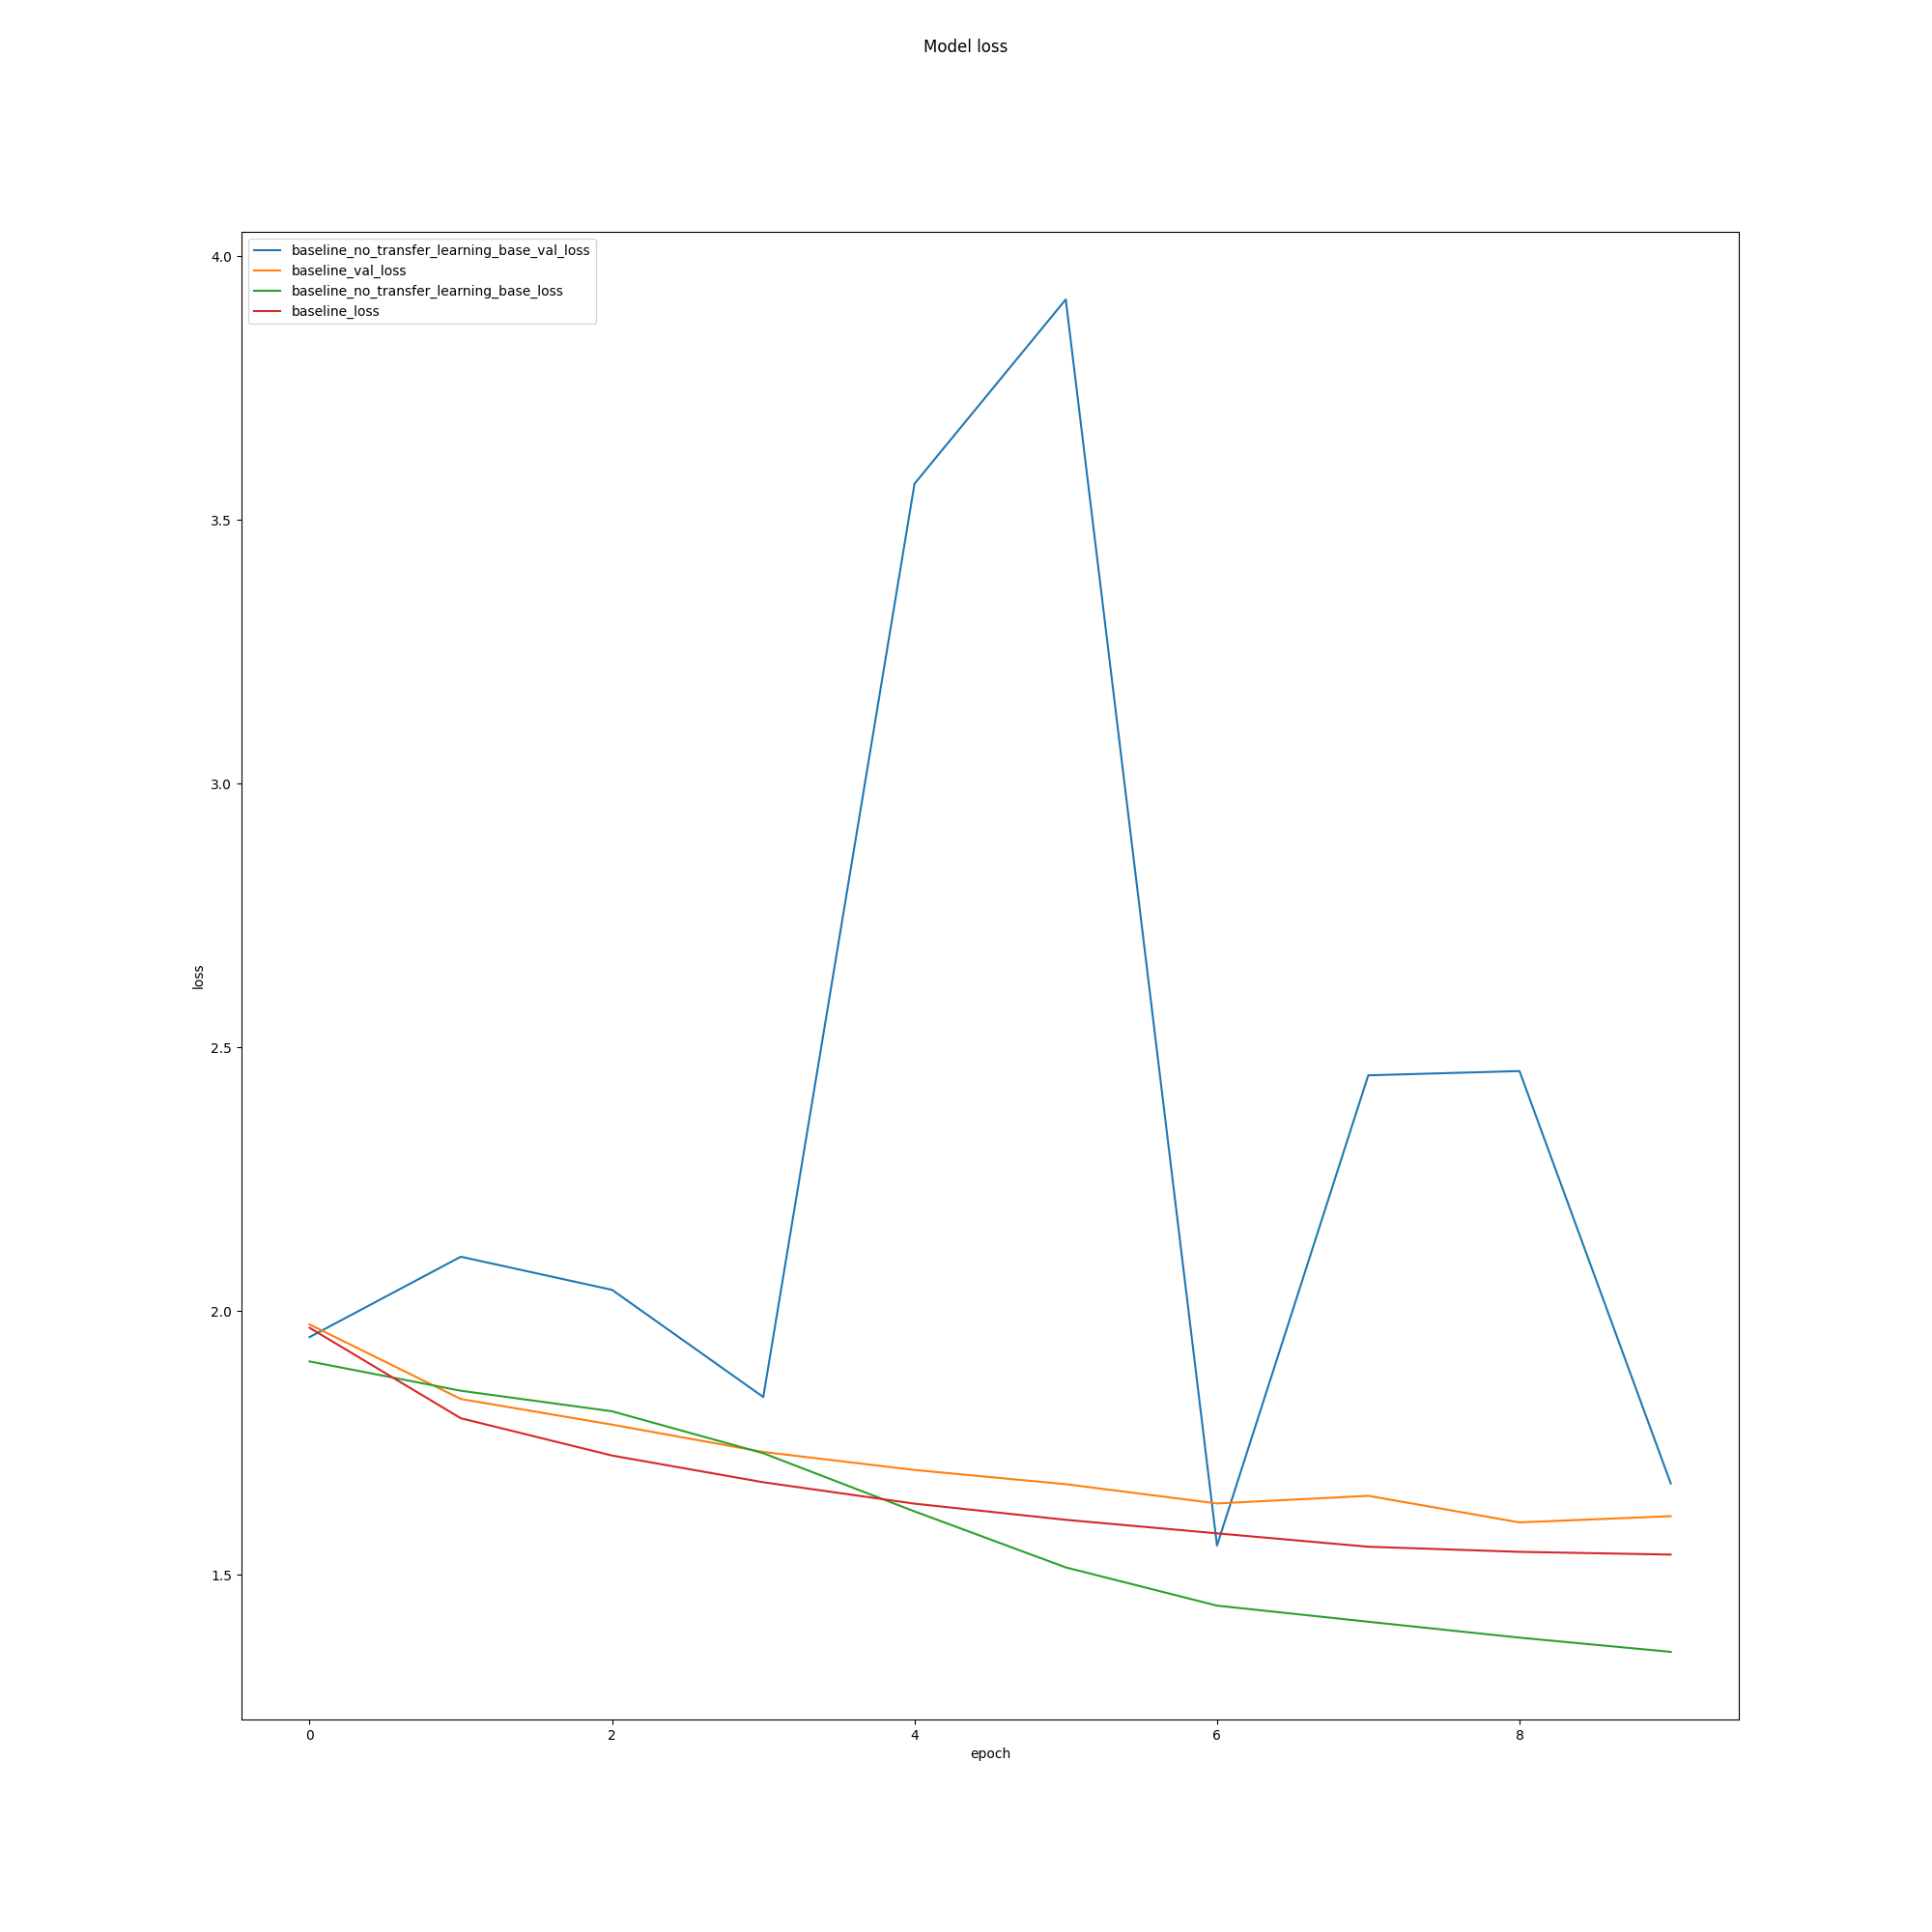 Model loss
baseline_no_transfer_learning_base_val_loss
baseline_val_loss
baseline_no_transfer_learning_base_loss
baseline_loss
4.0
3.5
3.0
2.5
2.0
1.5
loss
0 2 4 6 8
epoch